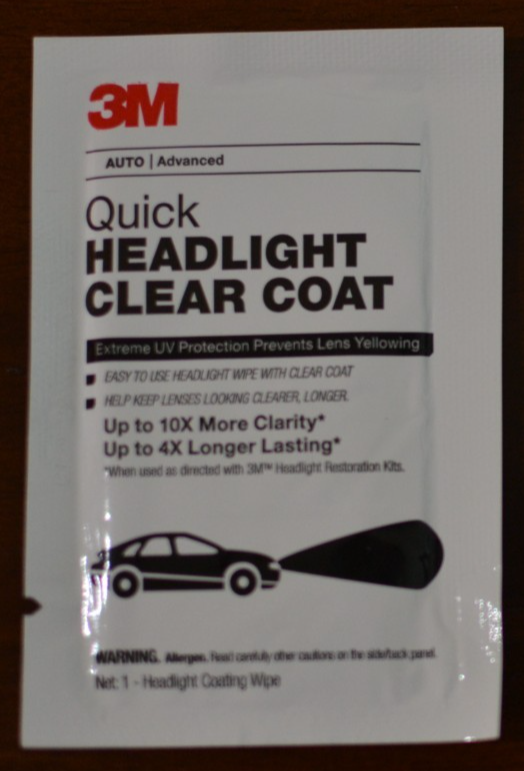 3M
AUTO | Advanced
Quick
HEADLIGHT
CLEAR COAT
Extreme UV Protection Prevents Lens Yellowing
EASY TO USE HEADLIGHT WIPE WITH CLEAR COAT
HELP KEEP LENSES LOOKING CLEARER, LONGER.
Up to 10X More Clarity*
Up to 4X Longer Lasting*
*When used as directed with 3M™ Headlight Restoration Kits.
WARNING. Allergen. Read carefully other cautions on the side/back panel.
Net: 1 - Headlight Coating Wipe